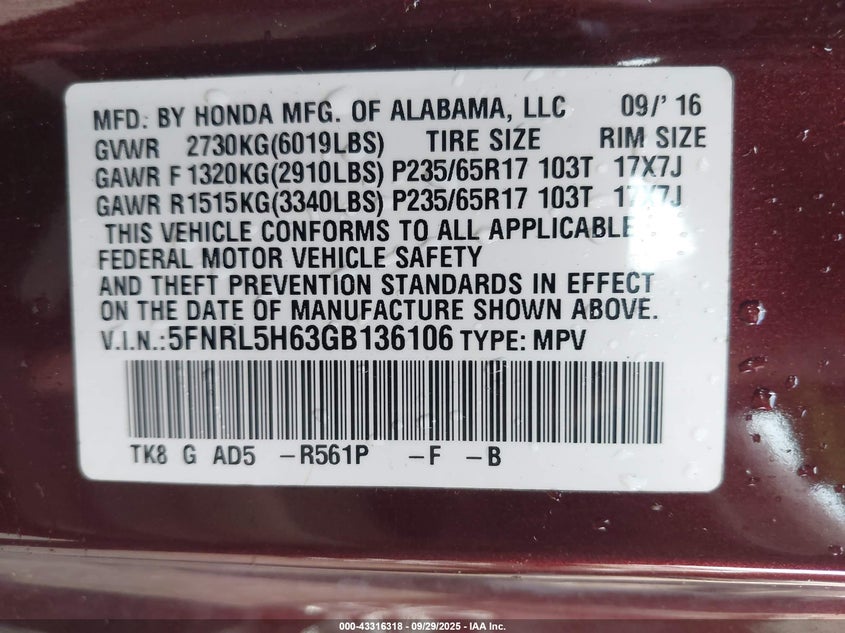 MFD. BY HONDA MFG. OF ALABAMA, LLC 09/' 16
GVWR 2730KG(6019LBS) TIRE SIZE RIM SIZE
GAWR F 1320KG(2910LBS) P235/65R17 103T 17X7J
GAWR R1515KG(3340LBS) P235/65R17 103T 17X7J
THIS VEHICLE CONFORMS TO ALL APPLICABLE
FEDERAL MOTOR VEHICLE SAFETY
AND THEFT PREVENTION STANDARDS IN EFFECT
ON THE DATE OF MANUFACTURE SHOWN ABOVE.
V.I.N.:5FNRL5H63GB136106 TYPE: MPV
TK8 G AD5 -R561P -F -B
000-43316318 - 09/29/2025 - IAA Inc.